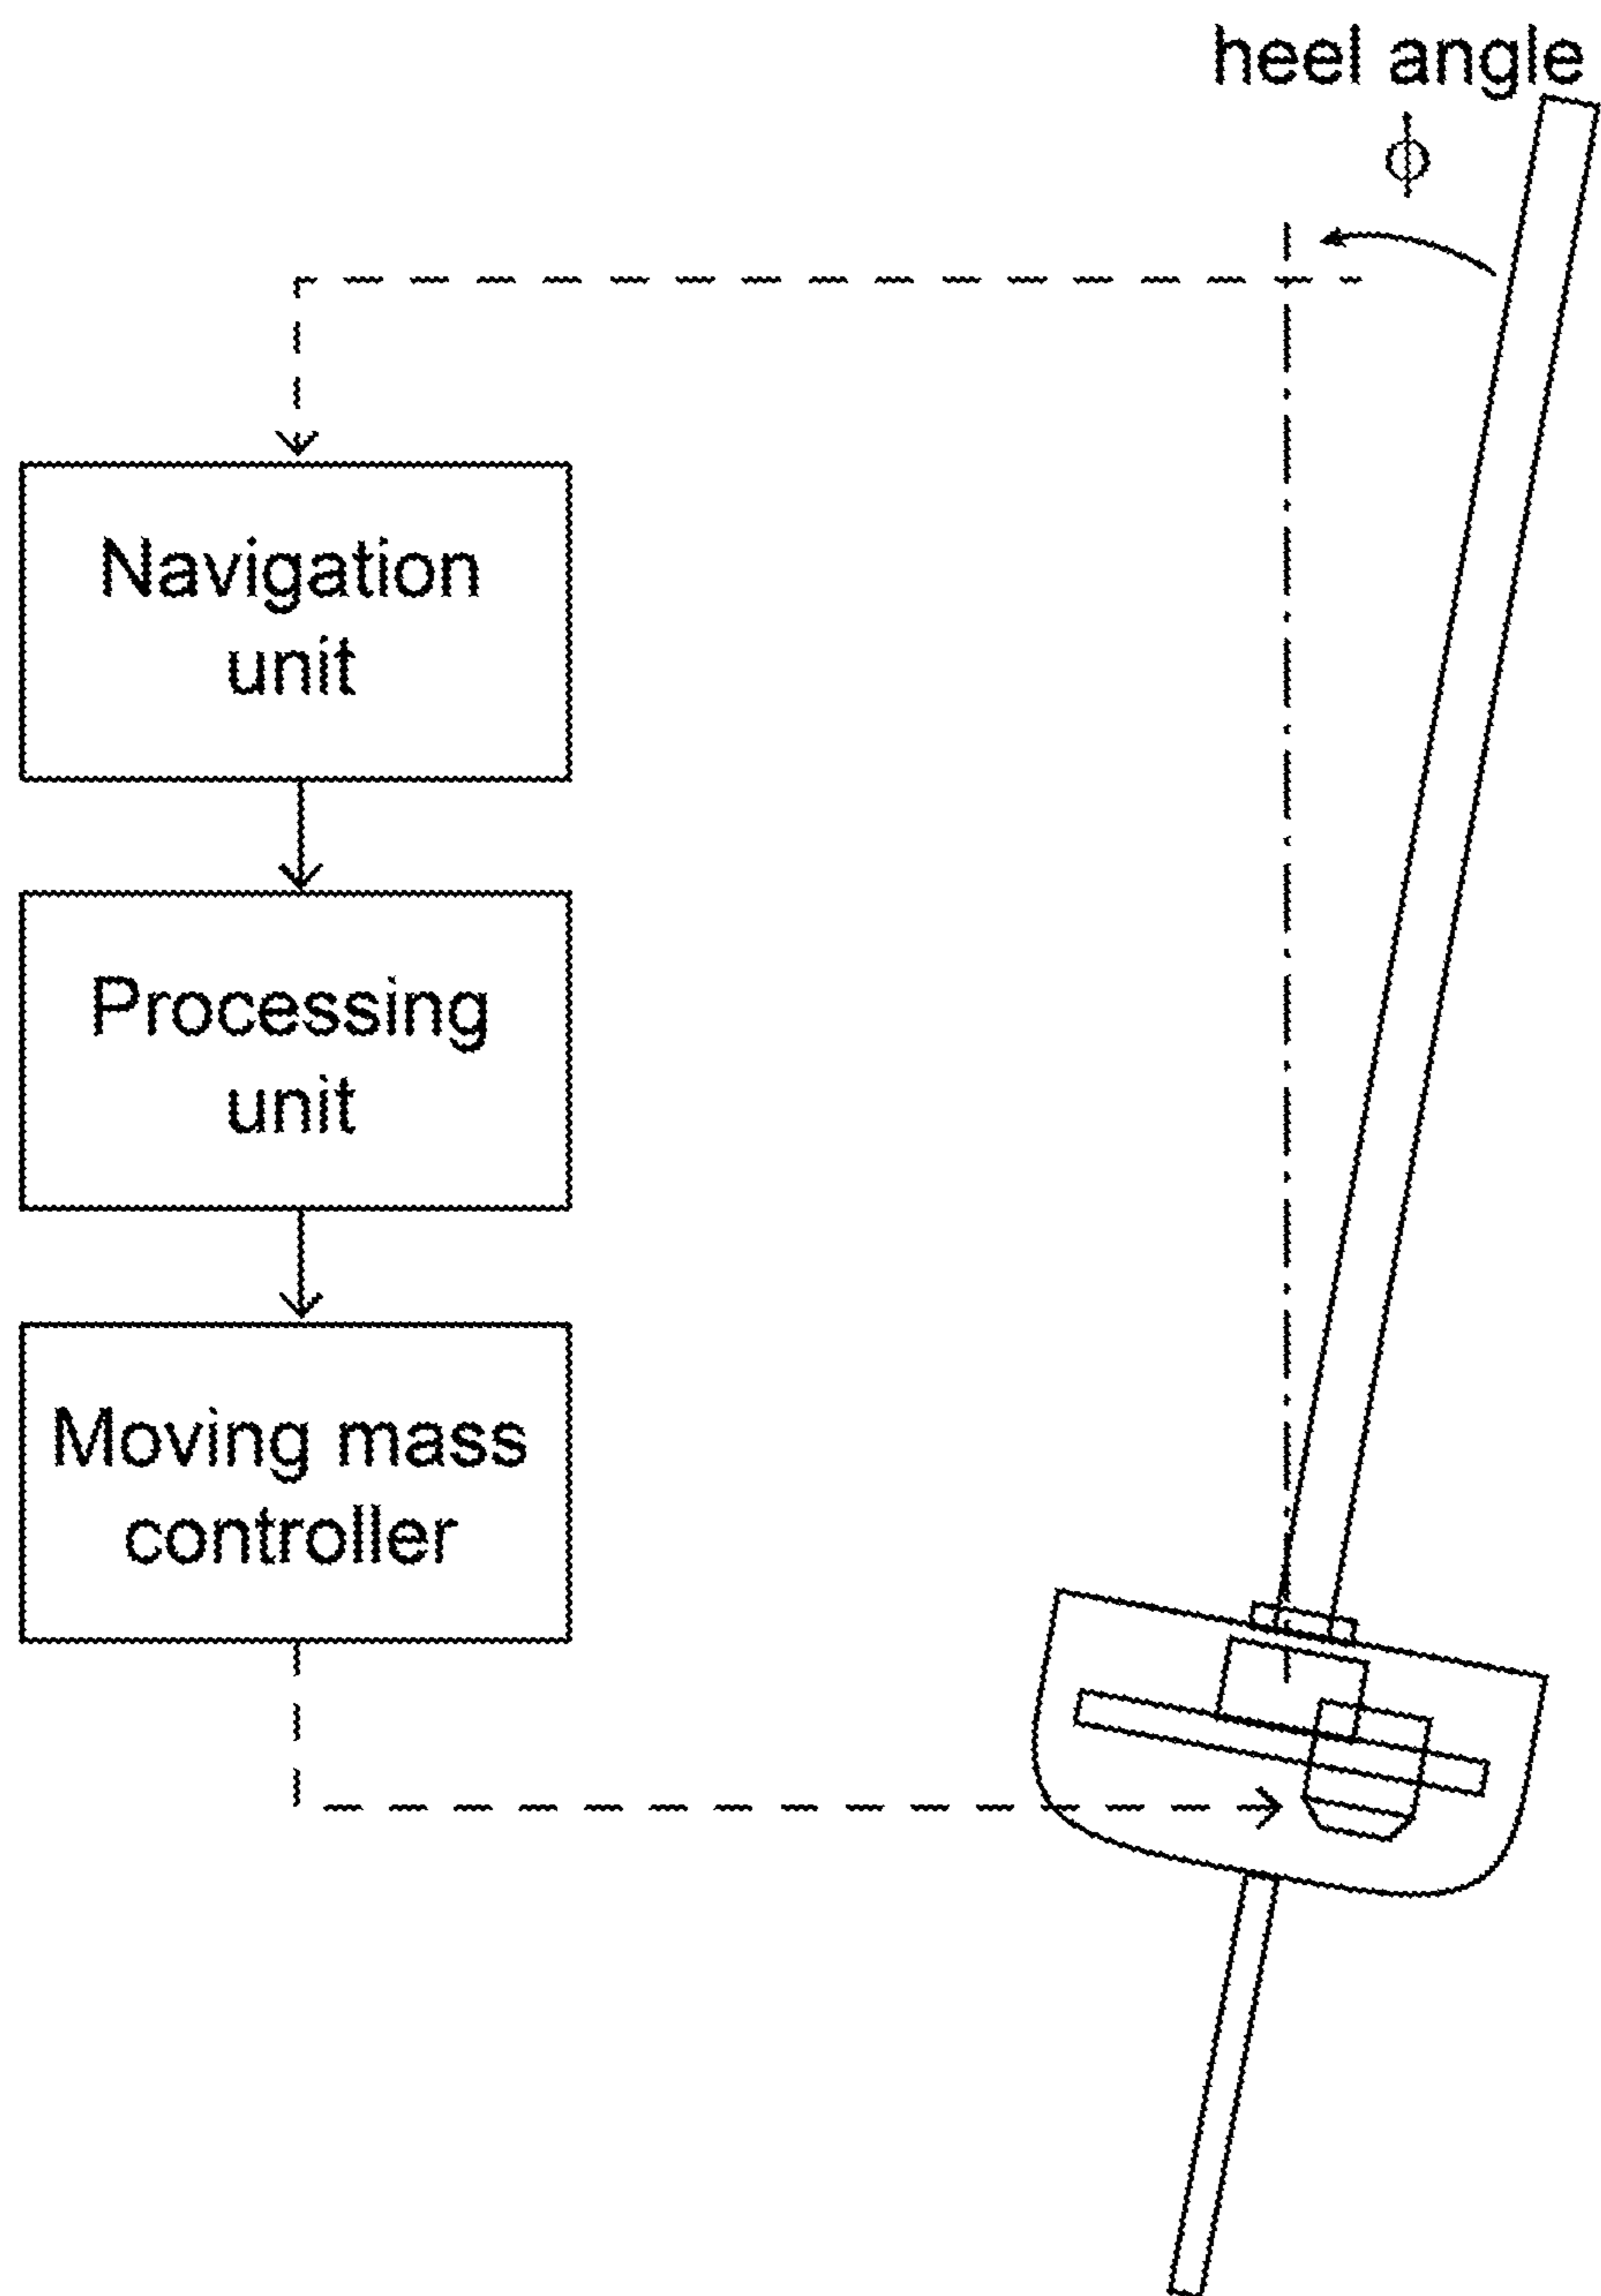 heel angle
ϕ
Navigation
unit
Processing
unit
Moving mass
controller